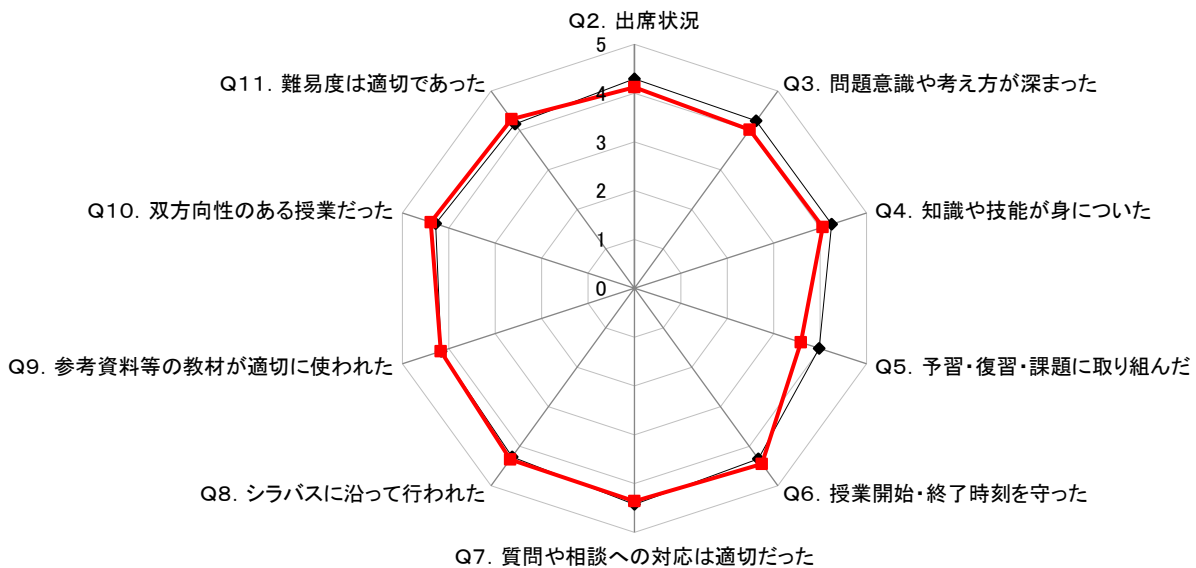 Q2. 出席状況
Q3. 問題意識や考え方が深まった
Q4. 知識や技能が身についた
Q5. 予習・復習・課題に取り組んだ
Q6. 授業開始・終了時刻を守った
Q7. 質問や相談への対応は適切だった
Q8. シラバスに沿って行われた
Q9. 参考資料等の教材が適切に使われた
Q10. 双方向性のある授業だった
Q11. 難易度は適切であった
5
4
3
2
1
0